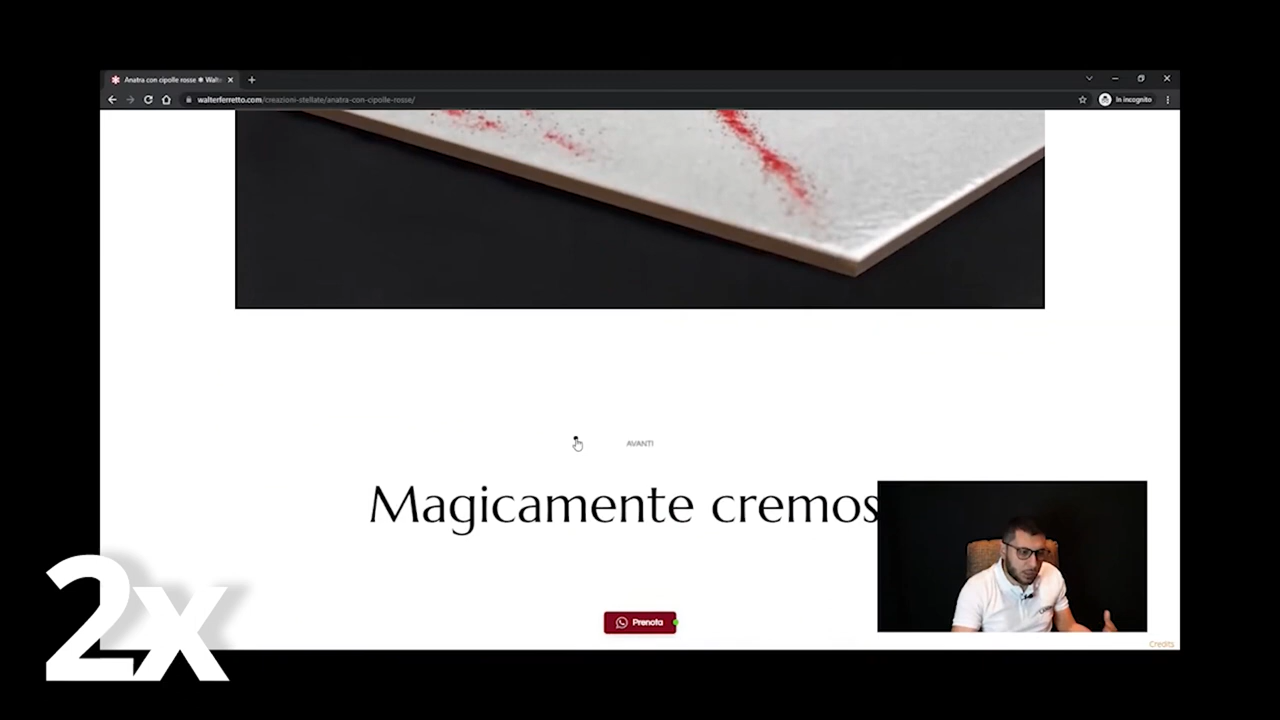 Anatra con cipolle rosse ✱ Walt
walterferretto.com/creazioni-stellate/anatra-con-cipolle-rosse/
In incognito
AVANTI
Magicamente cremos
Prenota
2x
Credits